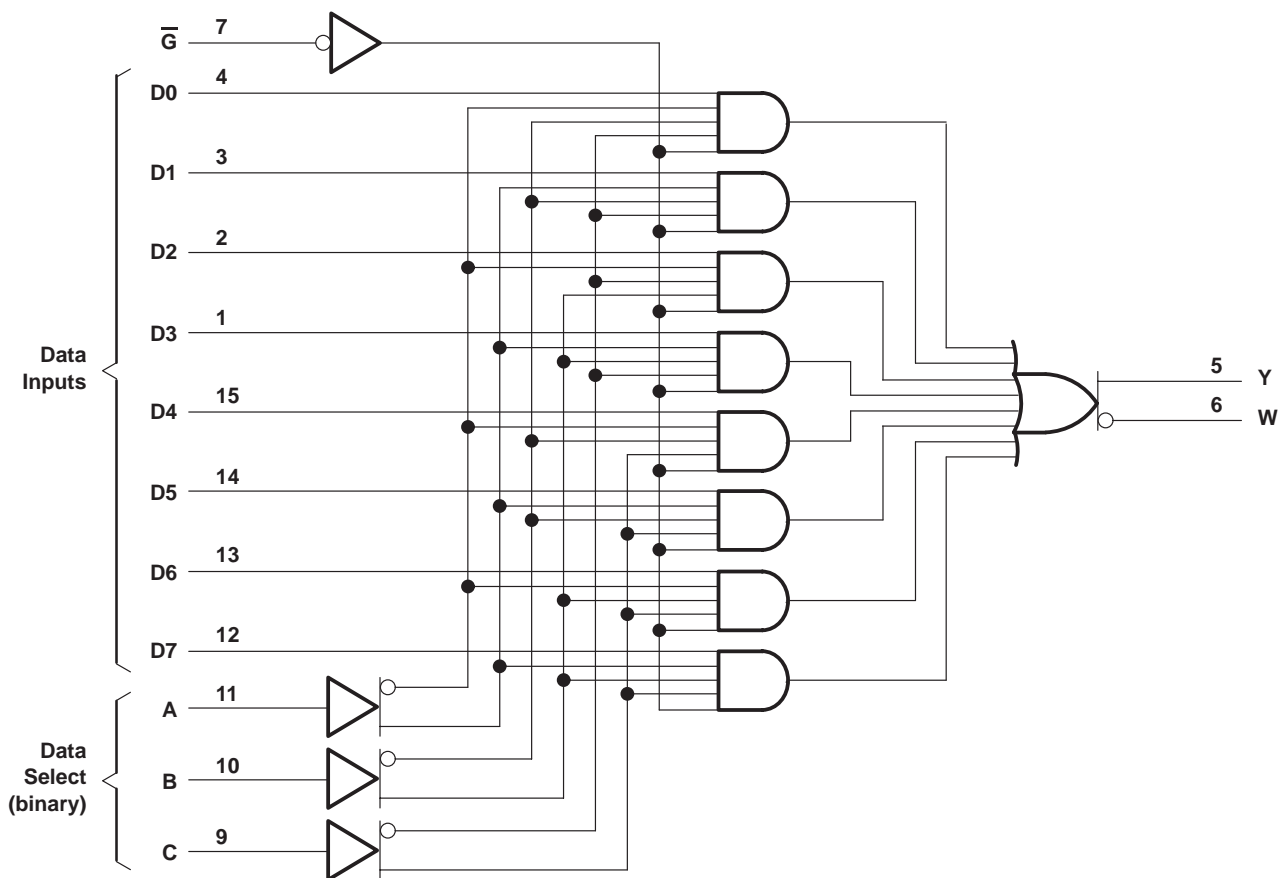 G 7
D0 4
D1 3
D2 2
D3 1
Data
Inputs
D4 15
D5 14
D6 13
D7 12
A 11
Data
Select
(binary)
B 10
C 9
5 Y
6 W